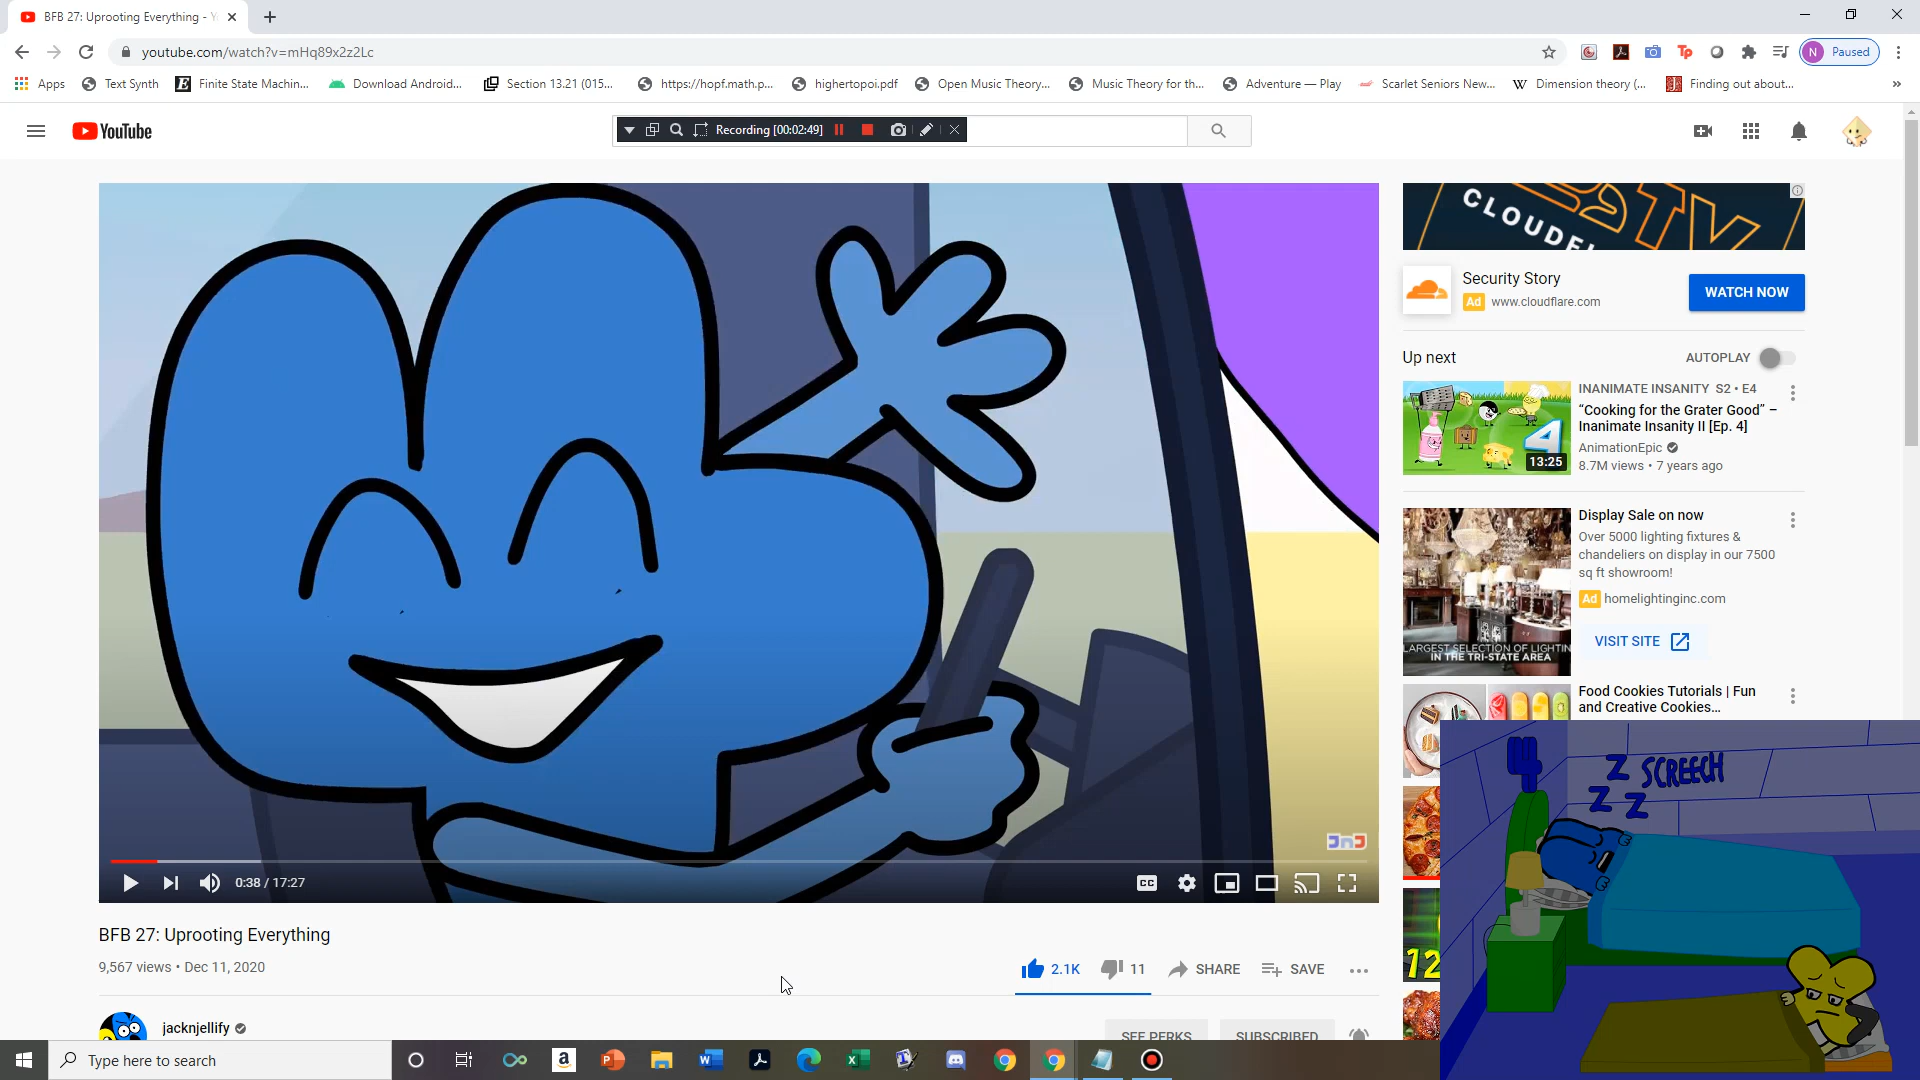 BFB 27: Uprooting Everything - Y
youtube.com/watch?v=mHq89x2z2Lc
N Paused
Apps Text Synth Finite State Machin... Download Android... Section 13.21 (015... https://hopf.math.p... highertopoi.pdf Open Music Theory... Music Theory for th... Adventure — Play Scarlet Seniors New... Dimension theory (... Finding out about... »
YouTube
Recording [00:02:49]
CLOUDFL
TV
Security Story
Ad www.cloudflare.com
WATCH NOW
Up next
AUTOPLAY
INANIMATE INSANITY S2 • E4
“Cooking for the Grater Good” –
Inanimate Insanity II [Ep. 4]
AnimationEpic
8.7M views • 7 years ago
4
13:25
Display Sale on now
Over 5000 lighting fixtures &
chandeliers on display in our 7500
sq ft showroom!
Ad homelightinginc.com
VISIT SITE
LARGEST SELECTION OF LIGHTIN
IN THE TRI-STATE AREA
Food Cookies Tutorials | Fun
and Creative Cookies...
12
Z SCREECH
Z Z
jnj
0:38 / 17:27
CC
BFB 27: Uprooting Everything
9,567 views • Dec 11, 2020
2.1K 11 SHARE SAVE
jacknjellify
SEE PERKS SUBSCRIBED
Type here to search